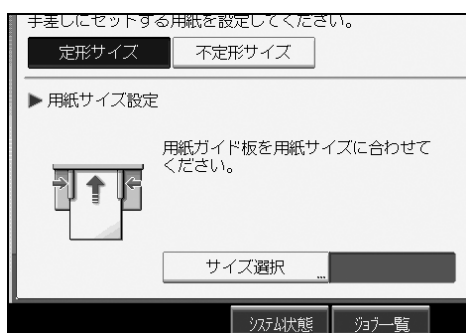 手差しにセットする用紙を設定してください。
定形サイズ 不定形サイズ
▶用紙サイズ設定
用紙ガイド板を用紙サイズに合わせて
ください。
サイズ選択
ｼｽﾃﾑ状態 ｼﾞｮﾌﾞ一覧